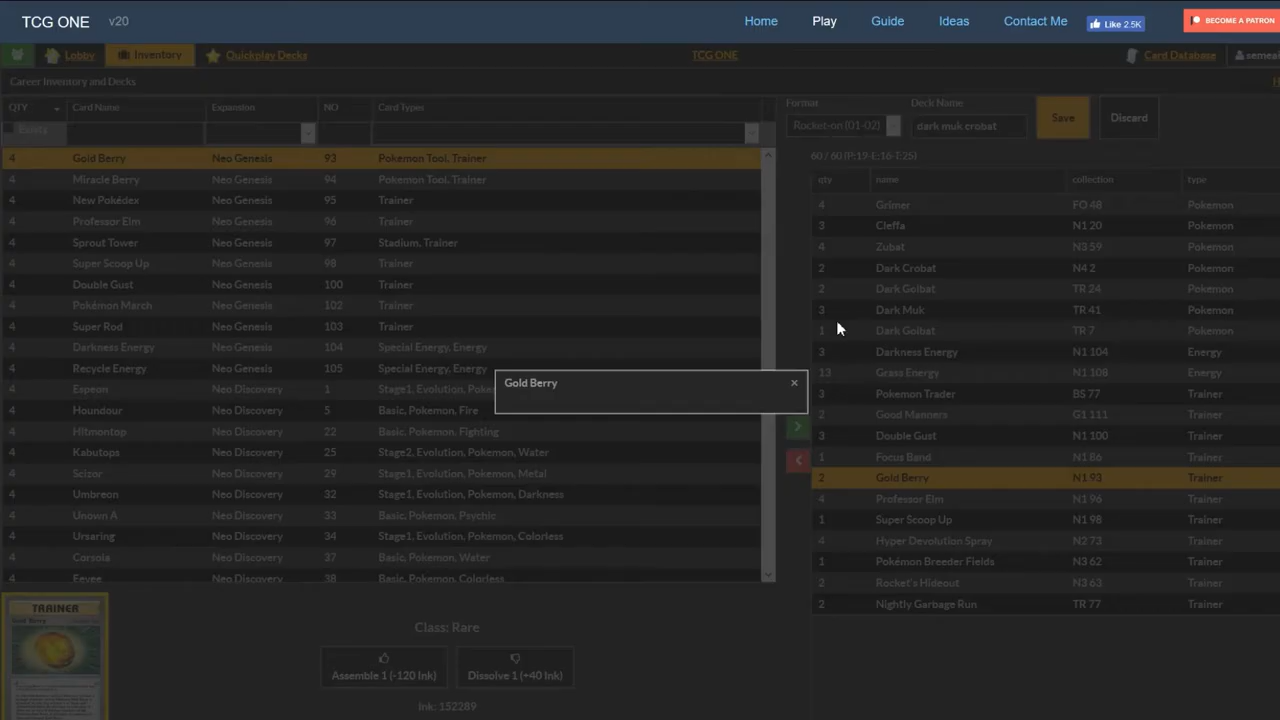 TCG ONE v20 Home Play Guide Ideas Contact Me Like 2.5K BECOME A PATRON
Lobby Inventory Quickplay Decks TCG ONE Card Database
Career Inventory and Decks
QTY Card Name Expansion NO Card Types
Format Deck Name
Rocket-on (01-02) dark muk crobat Save Discard
60 / 60 (P:19-E:16-T:25)
4 Gold Berry Neo Genesis 93 Pokemon Tool, Trainer
4 Miracle Berry Neo Genesis 94 Pokemon Tool, Trainer
4 New Pokédex Neo Genesis 95 Trainer
4 Professor Elm Neo Genesis 96 Trainer
4 Sprout Tower Neo Genesis 97 Stadium, Trainer
4 Super Scoop Up Neo Genesis 98 Trainer
4 Double Gust Neo Genesis 100 Trainer
4 Pokémon March Neo Genesis 102 Trainer
4 Super Rod Neo Genesis 103 Trainer
4 Darkness Energy Neo Genesis 104 Special Energy, Energy
4 Recycle Energy Neo Genesis 105 Special Energy, Energy
4 Espeon Neo Discovery 1 Stage1, Evolution, Poke
4 Houndour Neo Discovery 5 Basic, Pokemon, Fire
4 Hitmontop Neo Discovery 22 Basic, Pokemon, Fighting
4 Kabutops Neo Discovery 25 Stage2, Evolution, Pokemon, Water
4 Scizor Neo Discovery 29 Stage1, Evolution, Pokemon, Metal
4 Umbreon Neo Discovery 32 Stage1, Evolution, Pokemon, Darkness
4 Unown A Neo Discovery 33 Basic, Pokemon, Psychic
4 Ursaring Neo Discovery 34 Stage1, Evolution, Pokemon, Colorless
4 Corsola Neo Discovery 37 Basic, Pokemon, Water
4 Eevee Neo Discovery 38 Basic, Pokemon, Colorless
qty name collection type
4 Grimer FO 48 Pokemon
3 Cleffa N1 20 Pokemon
4 Zubat N3 59 Pokemon
2 Dark Crobat N4 2 Pokemon
2 Dark Golbat TR 24 Pokemon
3 Dark Muk TR 41 Pokemon
1 Dark Golbat TR 7 Pokemon
3 Darkness Energy N1 104 Energy
13 Grass Energy N1 108 Energy
3 Pokemon Trader BS 77 Trainer
2 Good Manners G1 111 Trainer
3 Double Gust N1 100 Trainer
1 Focus Band N1 86 Trainer
2 Gold Berry N1 93 Trainer
4 Professor Elm N1 96 Trainer
1 Super Scoop Up N1 98 Trainer
4 Hyper Devolution Spray N2 73 Trainer
1 Pokémon Breeder Fields N3 62 Trainer
2 Rocket's Hideout N3 63 Trainer
2 Nightly Garbage Run TR 77 Trainer
Gold Berry ×
TRAINER
Gold Berry
Class: Rare
Assemble 1 (-120 Ink) Dissolve 1 (+40 Ink)
Ink: 152289